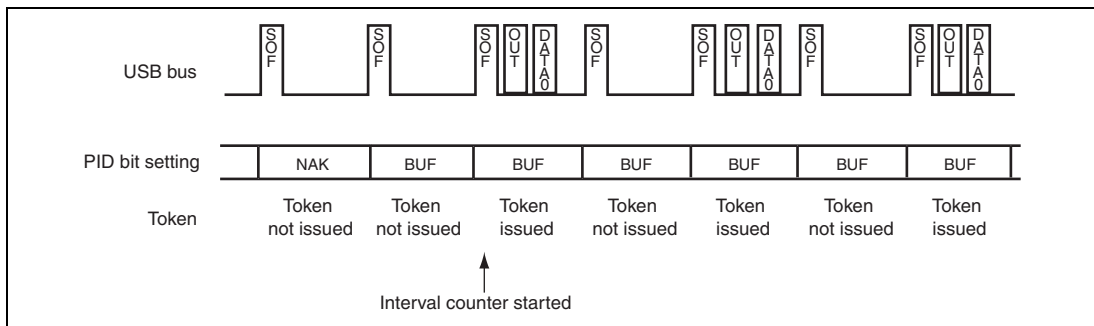 USB bus
SOF SOF SOF OUT DATA0 SOF SOF OUT DATA0 SOF SOF OUT DATA0
PID bit setting NAK BUF BUF BUF BUF BUF BUF
Token
Token Token Token Token Token Token Token
not issued not issued issued not issued issued not issued issued
Interval counter started